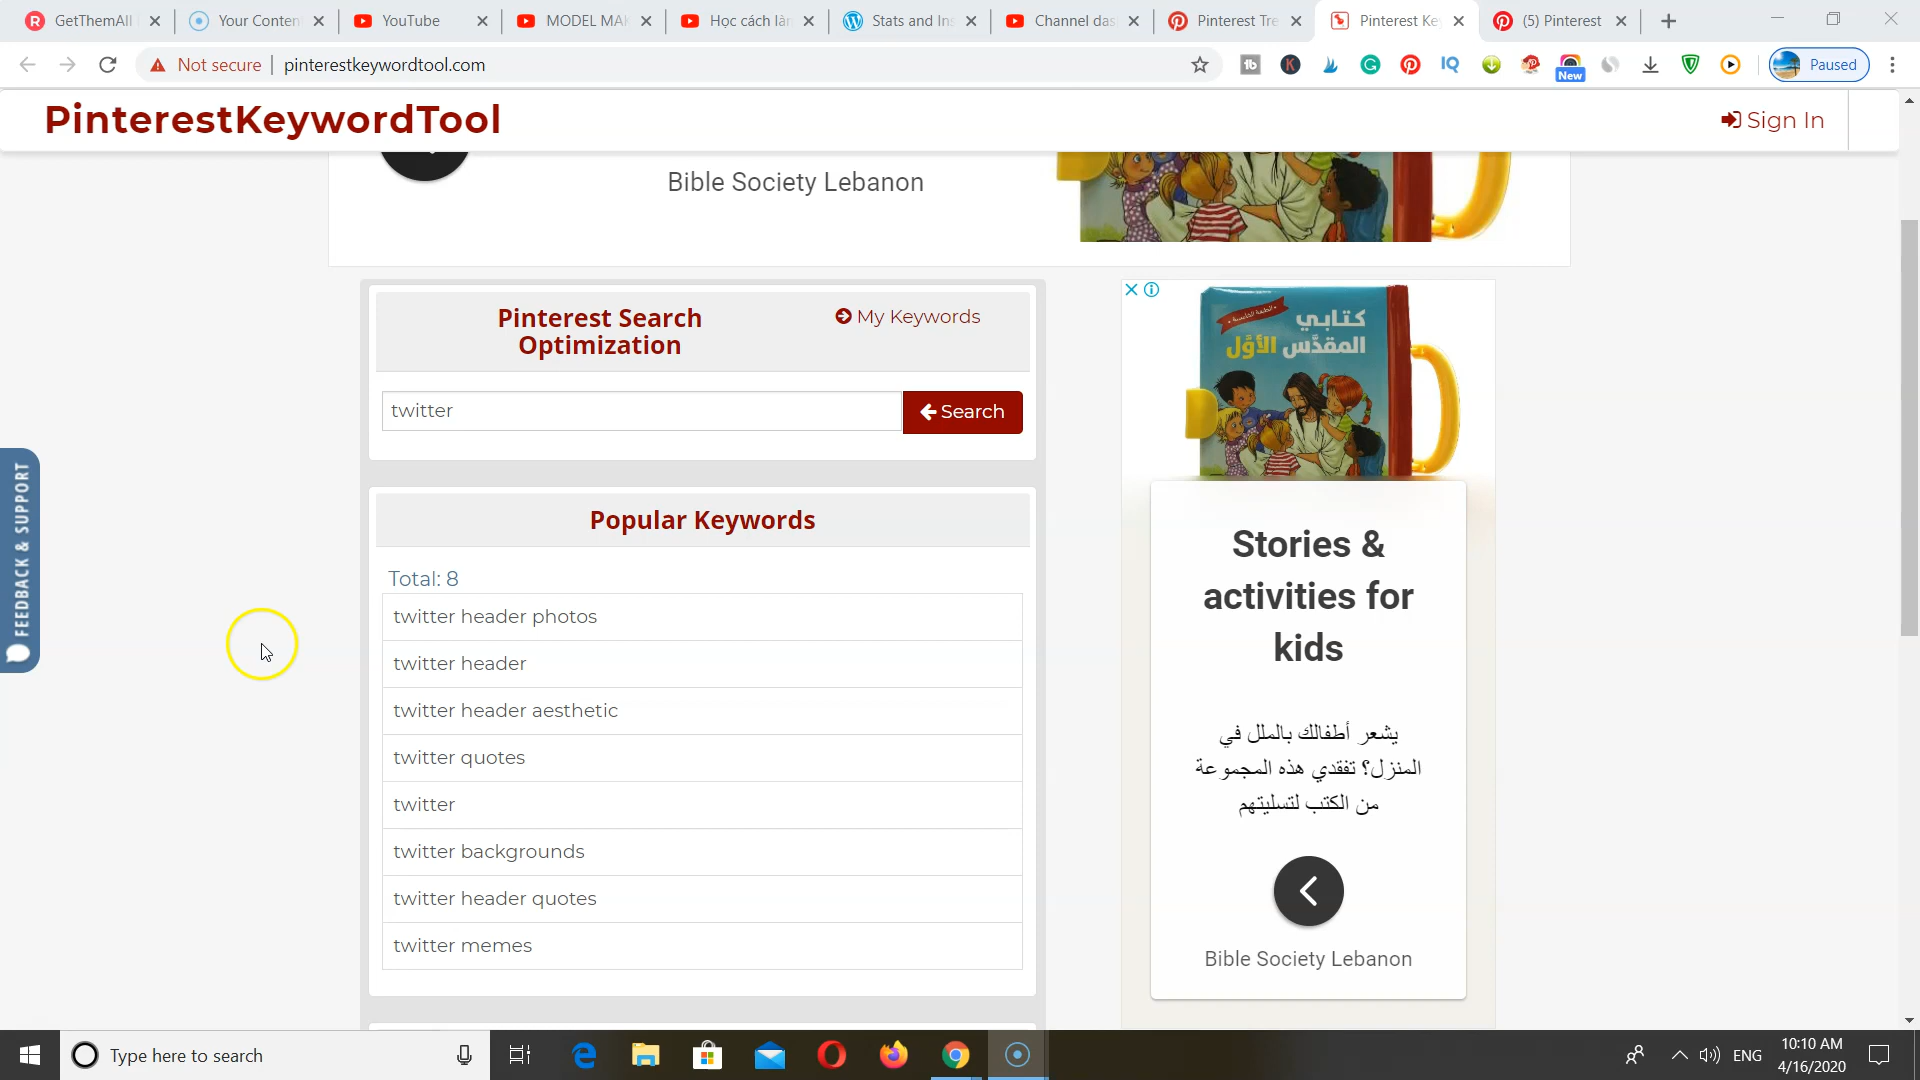 GetThemAll
Your Conten
YouTube
MODEL MAK
Học cách làn
Stats and Ins
Channel das
Pinterest Tre
Pinterest Ke
(5) Pinterest
Not secure
pinterestkeywordtool.com
New
Paused
PinterestKeywordTool
Sign In
Bible Society Lebanon
Pinterest Search
Optimization
My Keywords
twitter
Search
Popular Keywords
Total: 8
twitter header photos
twitter header
twitter header aesthetic
twitter quotes
twitter
twitter backgrounds
twitter header quotes
twitter memes
كتابي
المقدَّس الأوَّل
Stories &
activities for
kids
يشعر أطفالك بالملل في
المنزل؟ تفقدي هذه المجموعة
من الكتب لتسليتهم
Bible Society Lebanon
FEEDBACK & SUPPORT
Type here to search
ENG
10:10 AM
4/16/2020